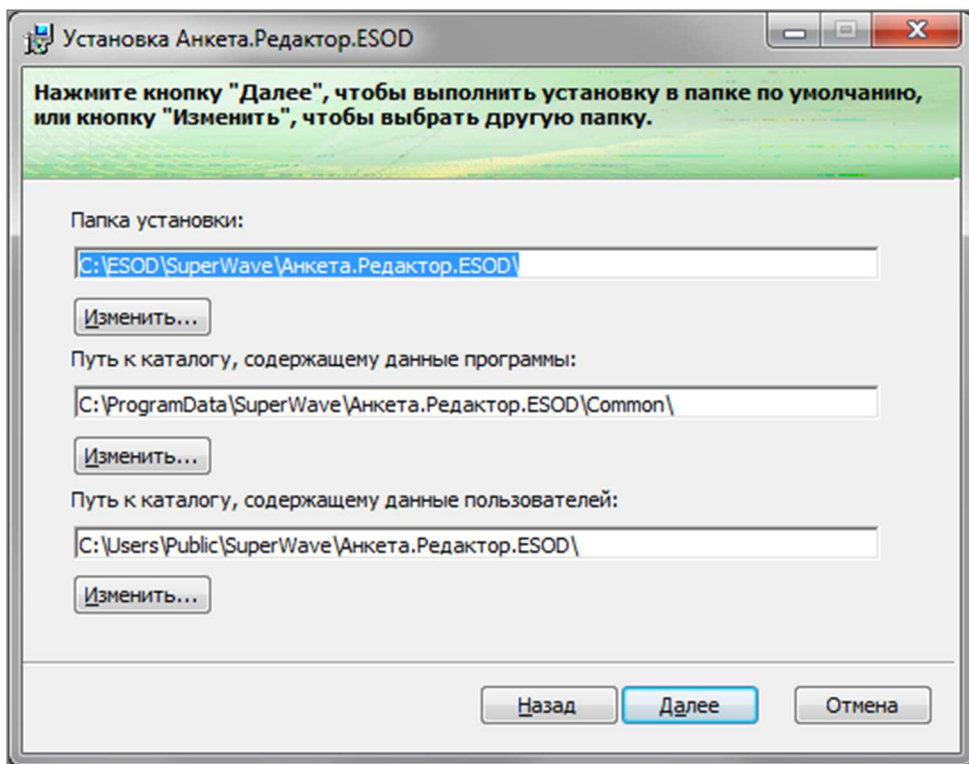 Установка Анкета.Редактор.ESOD
Нажмите кнопку "Далее", чтобы выполнить установку в папке по умолчанию,
или кнопку "Изменить", чтобы выбрать другую папку.
Папка установки:
C:\ESOD\SuperWave\Анкета.Редактор.ESOD\
Изменить...
Путь к каталогу, содержащему данные программы:
C:\ProgramData\SuperWave\Анкета.Редактор.ESOD\Common\
Изменить...
Путь к каталогу, содержащему данные пользователей:
C:\Users\Public\SuperWave\Анкета.Редактор.ESOD\
Изменить...
Назад Далее Отмена